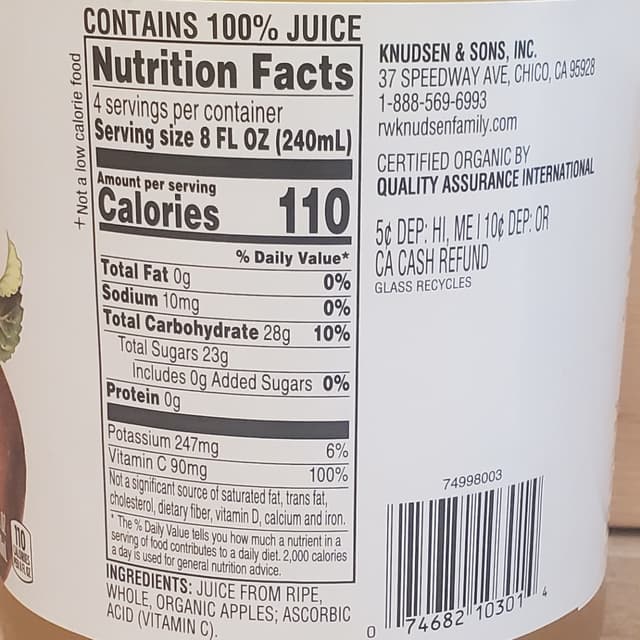 +Not a low calorie food
CONTAINS 100% JUICE
Nutrition Facts
4 servings per container
Serving size 8 FL OZ (240mL)
Amount per serving
Calories 110
% Daily Value*
Total Fat 0g 0%
Sodium 10mg 0%
Total Carbohydrate 28g 10%
Total Sugars 23g
Includes 0g Added Sugars 0%
Protein 0g
Potassium 247mg 6%
Vitamin C 90mg 100%
Not a significant source of saturated fat, trans fat,
cholesterol, dietary fiber, vitamin D, calcium and iron.
* The % Daily Value tells you how much a nutrient in a
serving of food contributes to a daily diet. 2,000 calories
a day is used for general nutrition advice.
INGREDIENTS: JUICE FROM RIPE,
WHOLE, ORGANIC APPLES; ASCORBIC
ACID (VITAMIN C).
KNUDSEN & SONS, INC.
37 SPEEDWAY AVE, CHICO, CA 95928
1-888-569-6993
rwknudsenfamily.com
CERTIFIED ORGANIC BY
QUALITY ASSURANCE INTERNATIONAL
5¢ DEP: HI, ME | 10¢ DEP: OR
CA CASH REFUND
GLASS RECYCLES
74998003
0 74682 10301 4
110